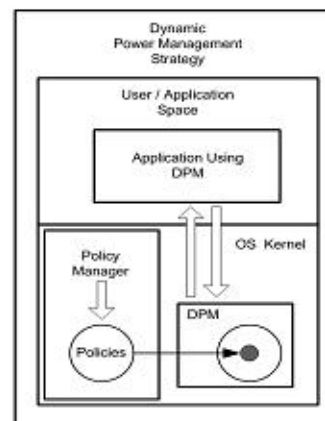 Dynamic
Power Management
Strategy
User / Application
Space
Application Using
DPM
OS Kernel
Policy
Manager
DPM
Policies